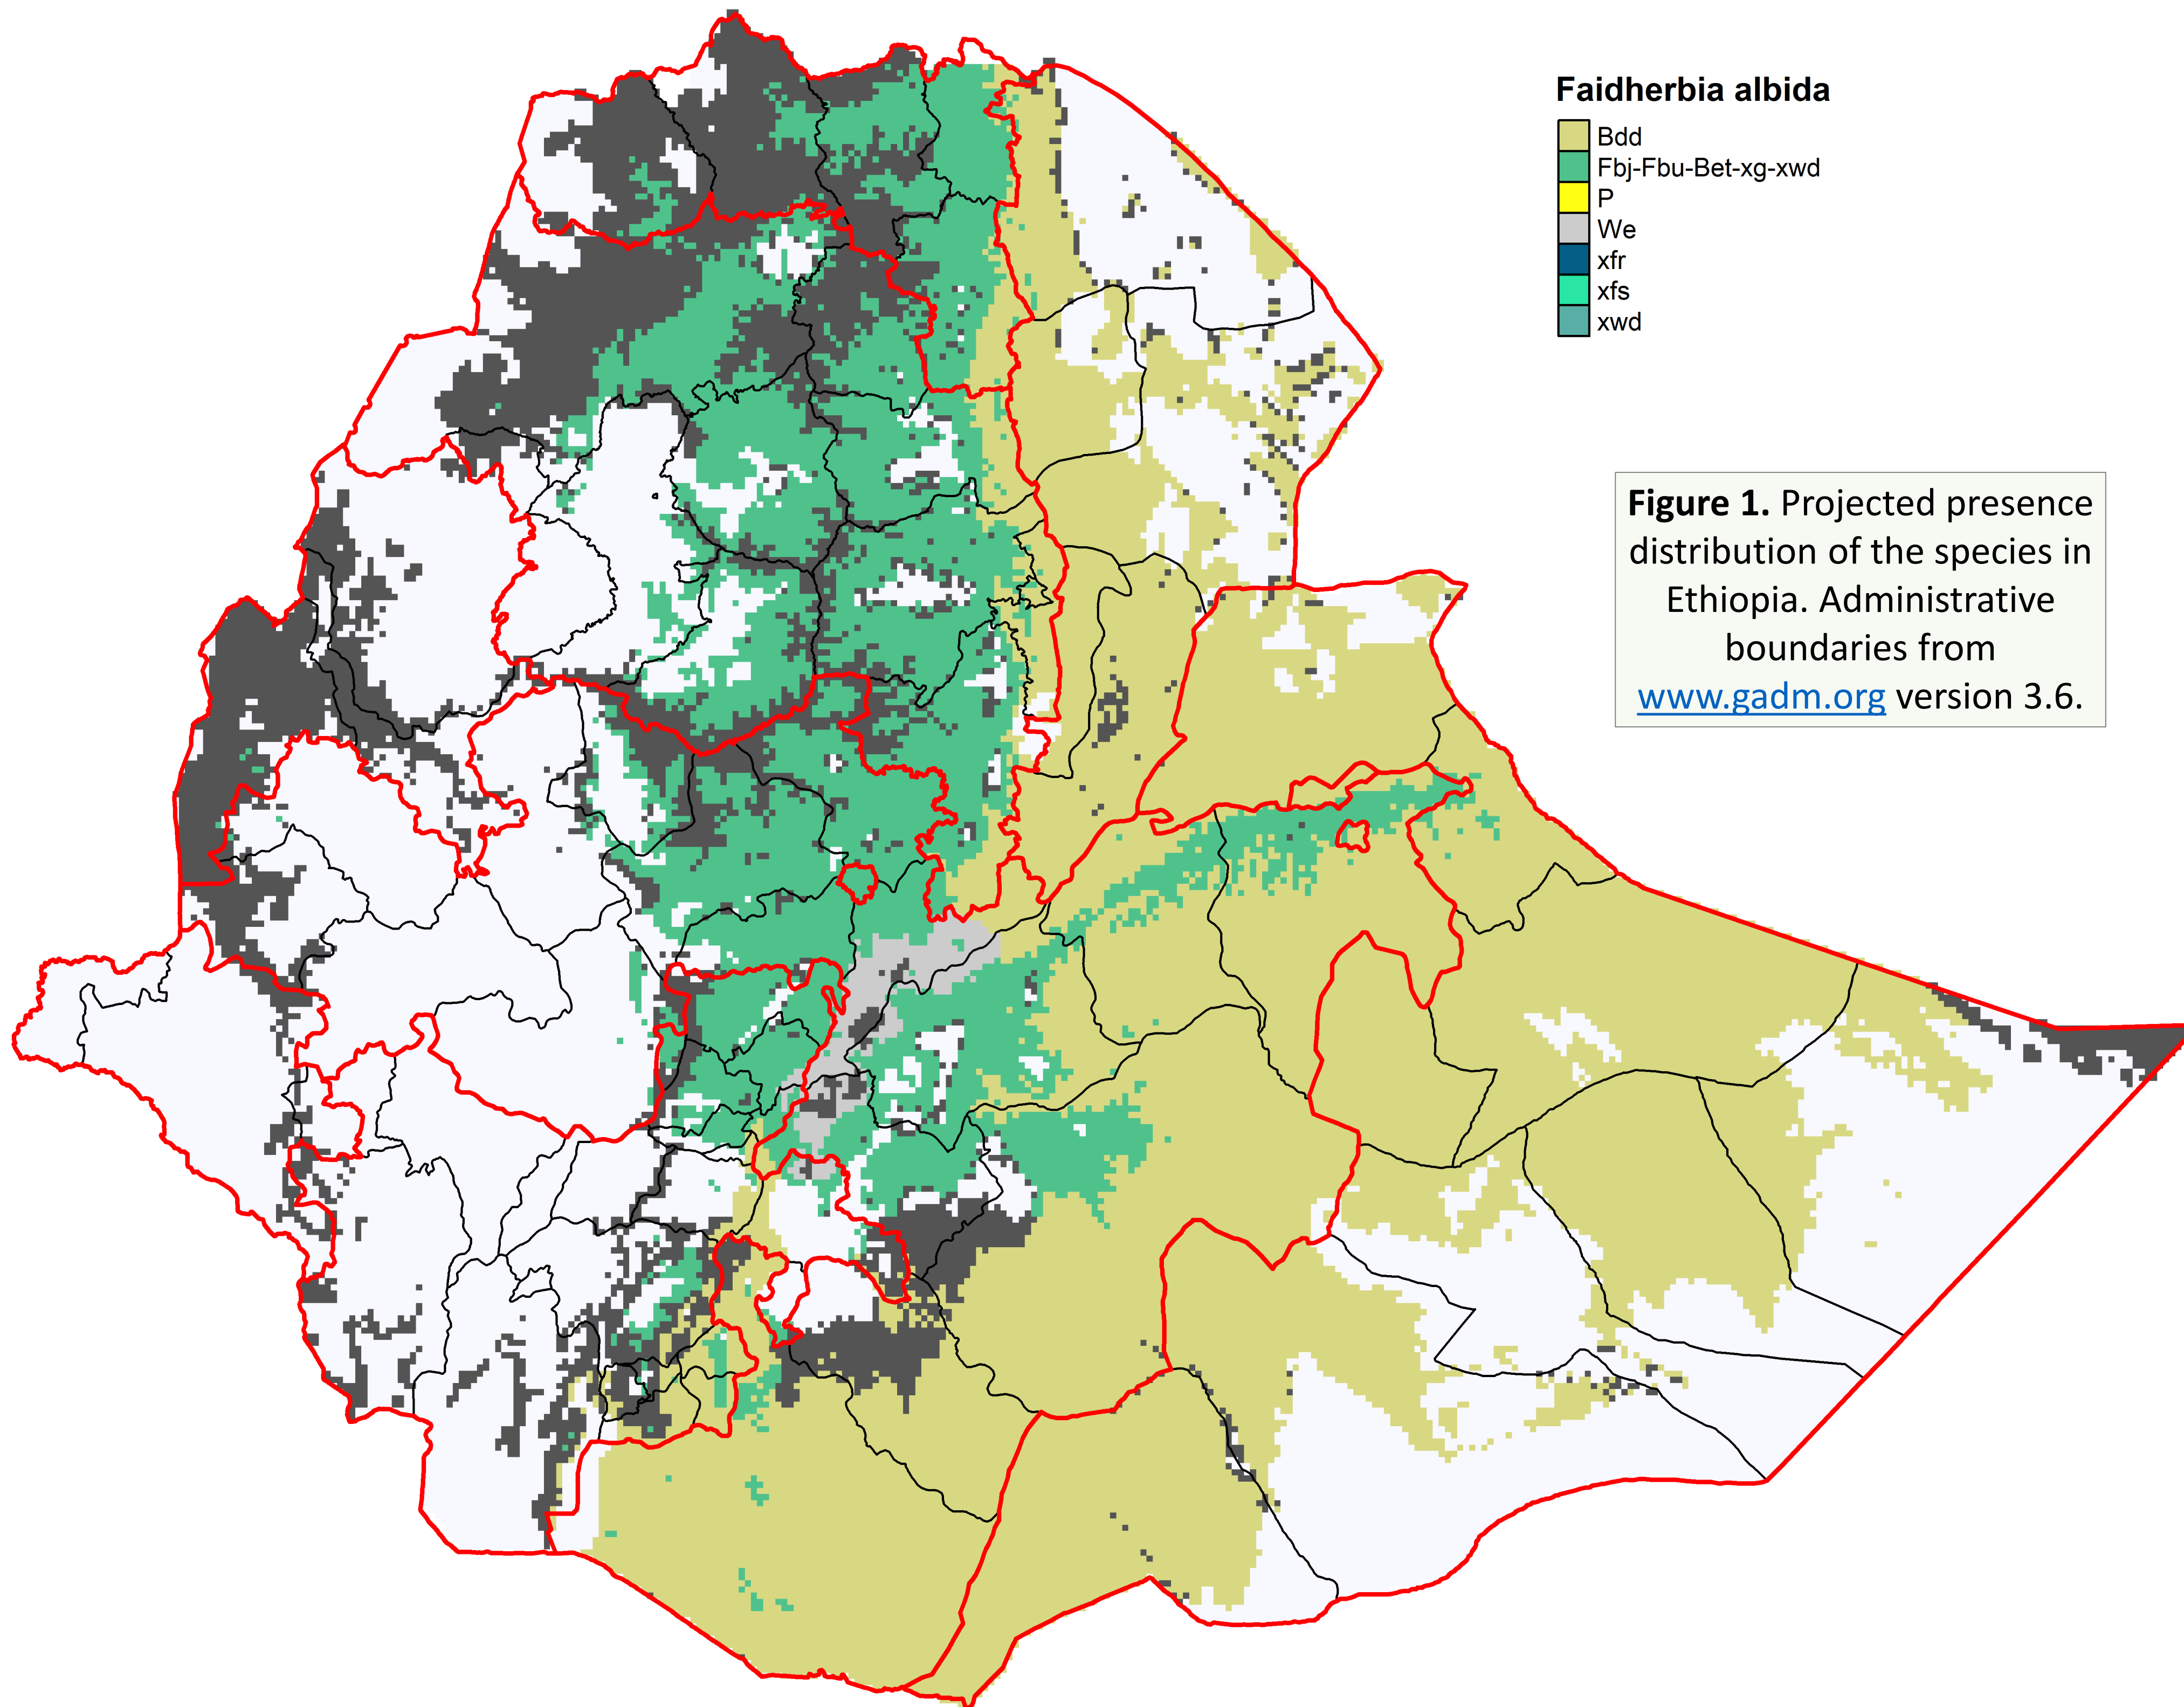 Faidherbia albida
Bdd
Fbj-Fbu-Bet-xg-xwd
P
We
xfr
xfs
xwd
Figure 1. Projected presence
distribution of the species in
Ethiopia. Administrative
boundaries from
www.gadm.org version 3.6.